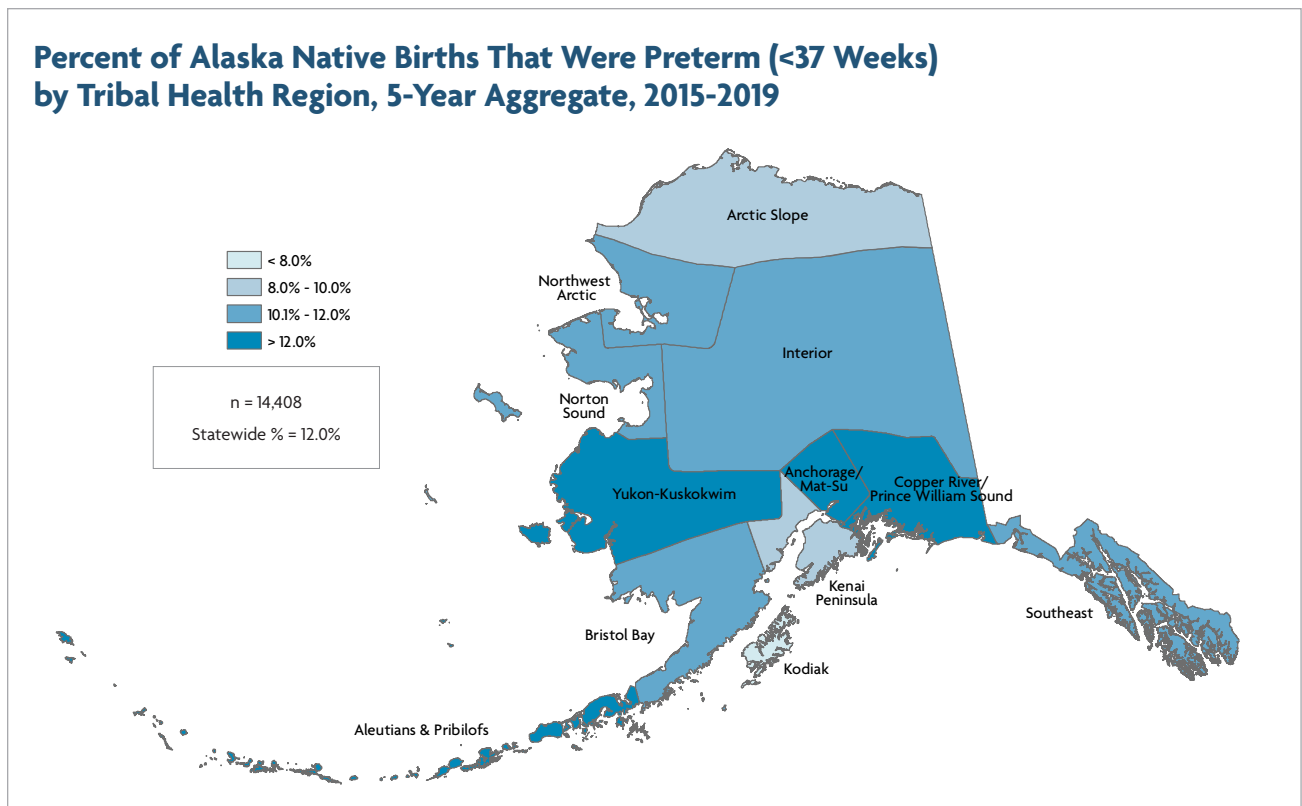 Percent of Alaska Native Births That Were Preterm (<37 Weeks)
by Tribal Health Region, 5-Year Aggregate, 2015-2019
Arctic Slope
< 8.0%
8.0% - 10.0%
10.1% - 12.0%
> 12.0%
Northwest
Arctic
Interior
n = 14,408
Statewide % = 12.0%
Norton
Sound
Yukon-Kuskokwim
Anchorage/
Mat-Su
Copper River/
Prince William Sound
Kenai
Peninsula
Southeast
Bristol Bay
Kodiak
Aleutians & Pribilofs